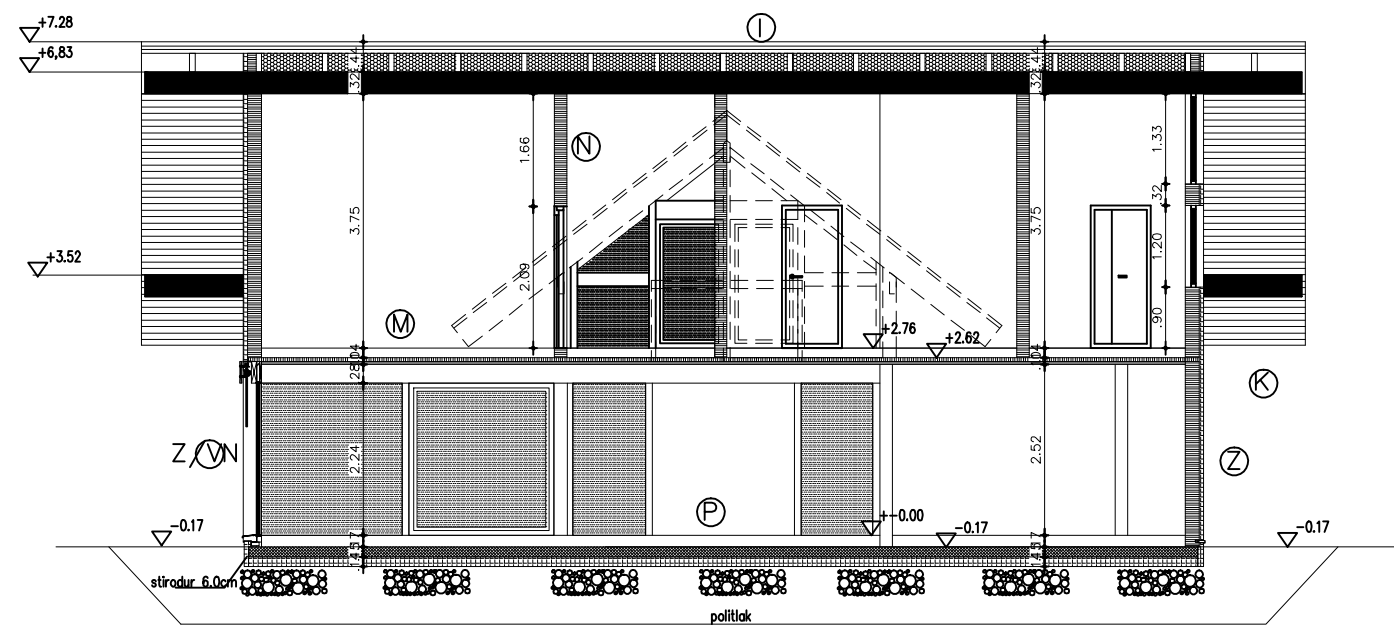 +7.28
I
+6,83
.44
.44
.32
.32
N
1.66
1.33
32
3.75
3.75
1.20
+3.52
2.09
.90
M
+2.76
+2.62
.04
.04
.28
K
Z /VN
2.24
2.52
Z
P
-0.17
+-0.00
-0.17
-0.17
stirodur 6.0cm
politlak